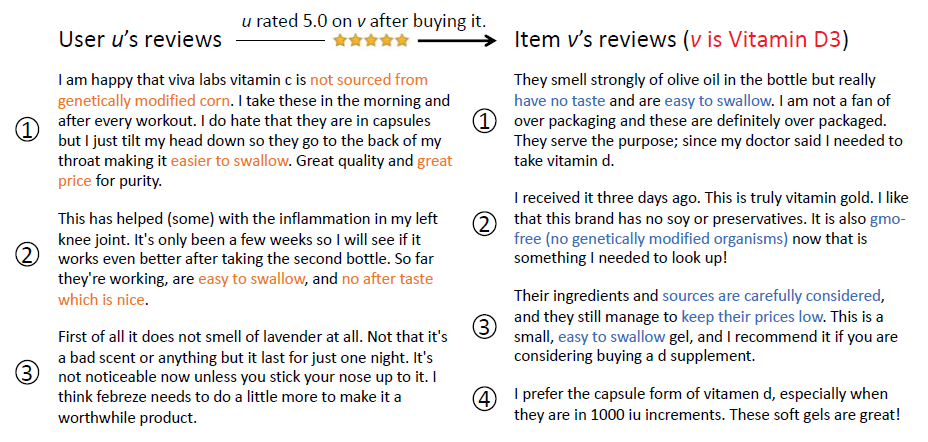 u rated 5.0 on v after buying it.
User u's reviews
Item v's reviews (v is Vitamin D3)
①
I am happy that viva labs vitamin c is not sourced from
genetically modified corn. I take these in the morning and
after every workout. I do hate that they are in capsules
but I just tilt my head down so they go to the back of my
throat making it easier to swallow. Great quality and great
price for purity.
②
This has helped (some) with the inflammation in my left
knee joint. It's only been a few weeks so I will see if it
works even better after taking the second bottle. So far
they're working, are easy to swallow, and no after taste
which is nice.
③
First of all it does not smell of lavender at all. Not that it's
a bad scent or anything but it last for just one night. It's
not noticeable now unless you stick your nose up to it. I
think febreze needs to do a little more to make it a
worthwhile product.
①
They smell strongly of olive oil in the bottle but really
have no taste and are easy to swallow. I am not a fan of
over packaging and these are definitely over packaged.
They serve the purpose; since my doctor said I needed to
take vitamin d.
②
I received it three days ago. This is truly vitamin gold. I like
that this brand has no soy or preservatives. It is also gmo-
free (no genetically modified organisms) now that is
something I needed to look up!
③
Their ingredients and sources are carefully considered,
and they still manage to keep their prices low. This is a
small, easy to swallow gel, and I recommend it if you are
considering buying a d supplement.
④
I prefer the capsule form of vitamen d, especially when
they are in 1000 iu increments. These soft gels are great!